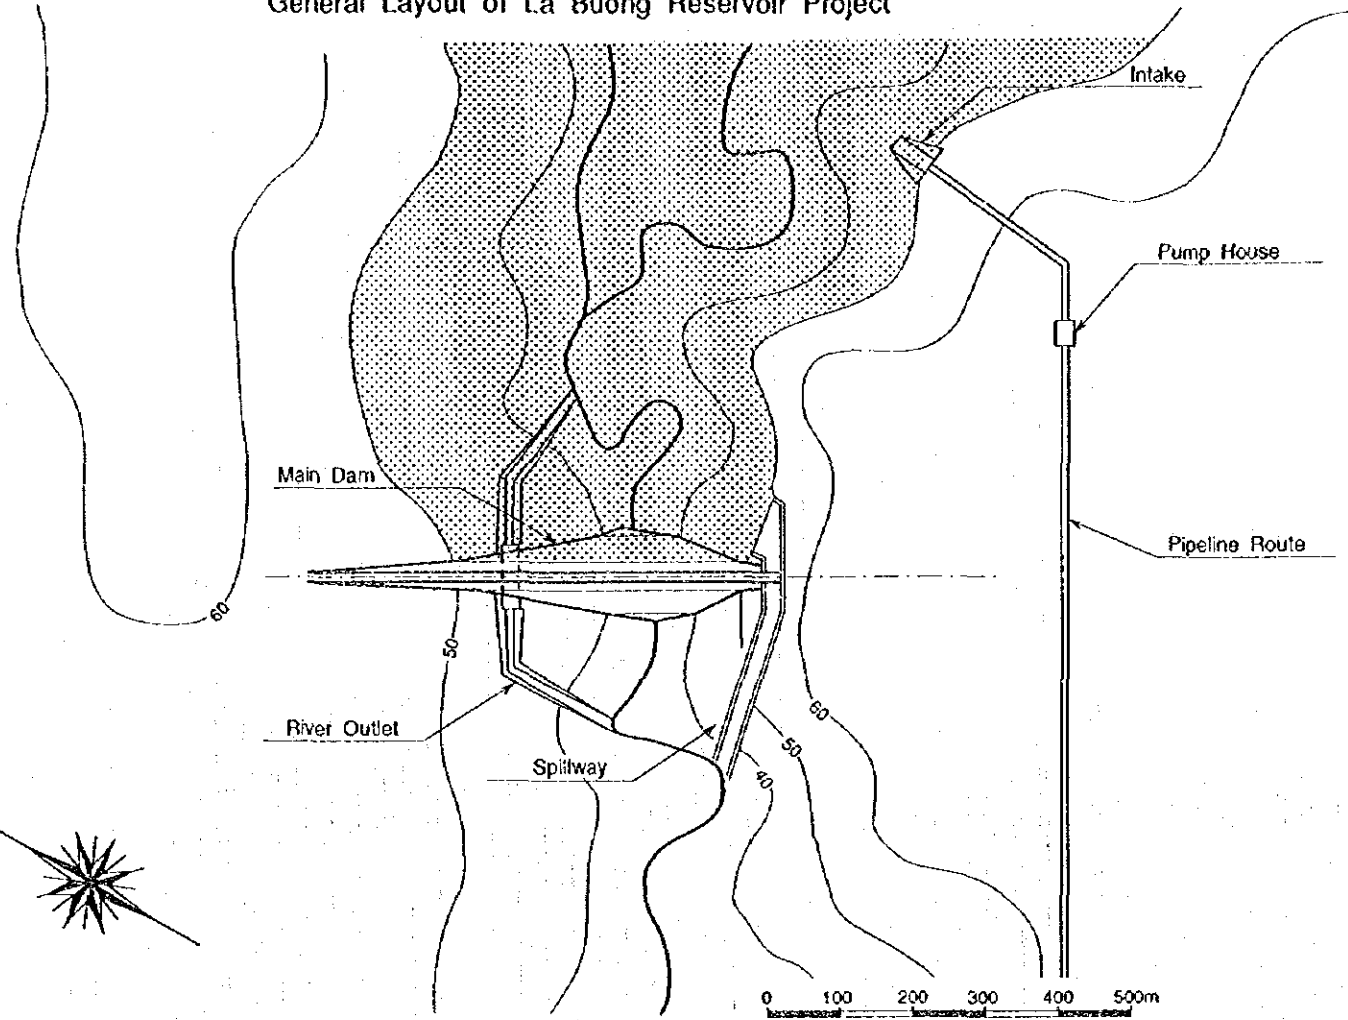 General Layout of La Buong Reservoir Project
Intake
Pump House
Main Dam
Pipeline Route
60
50
River Outlet
60
Spillway
50
40
0 100 200 300 400 500m